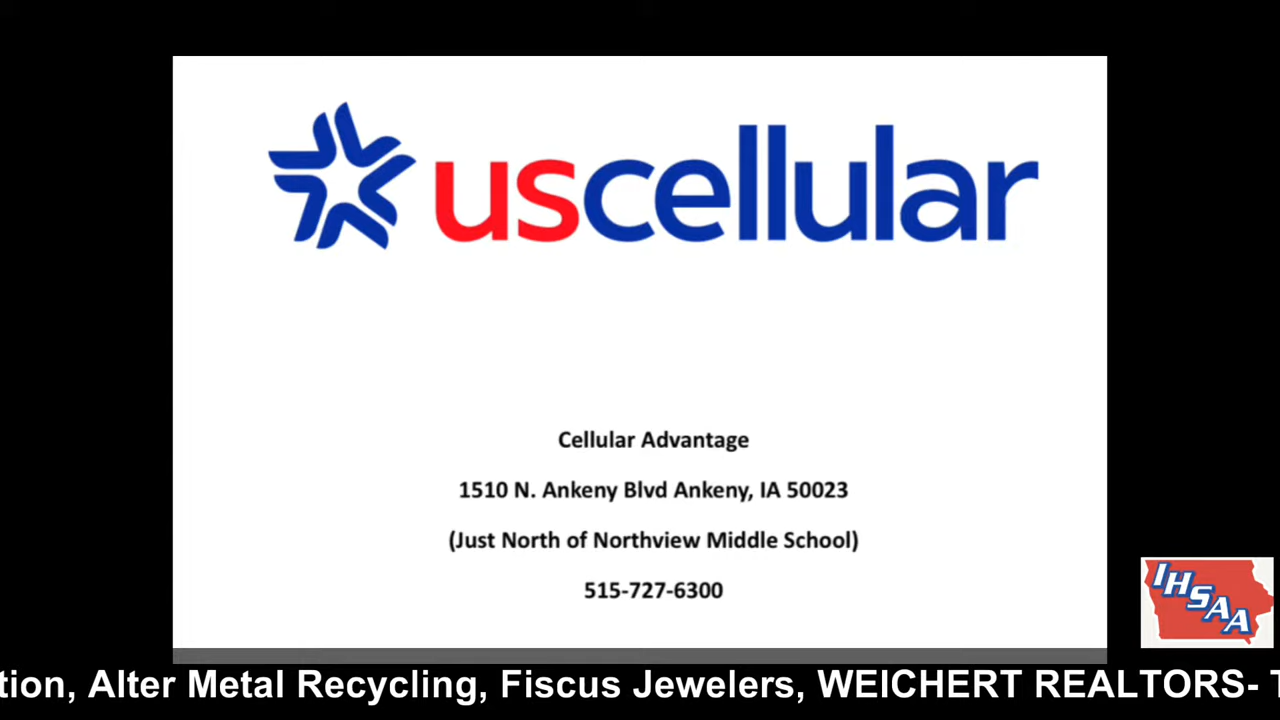 uscellular
Cellular Advantage
1510 N. Ankeny Blvd Ankeny, IA 50023
(Just North of Northview Middle School)
515-727-6300
IHSAA
tion, Alter Metal Recycling, Fiscus Jewelers, WEICHERT REALTORS- T